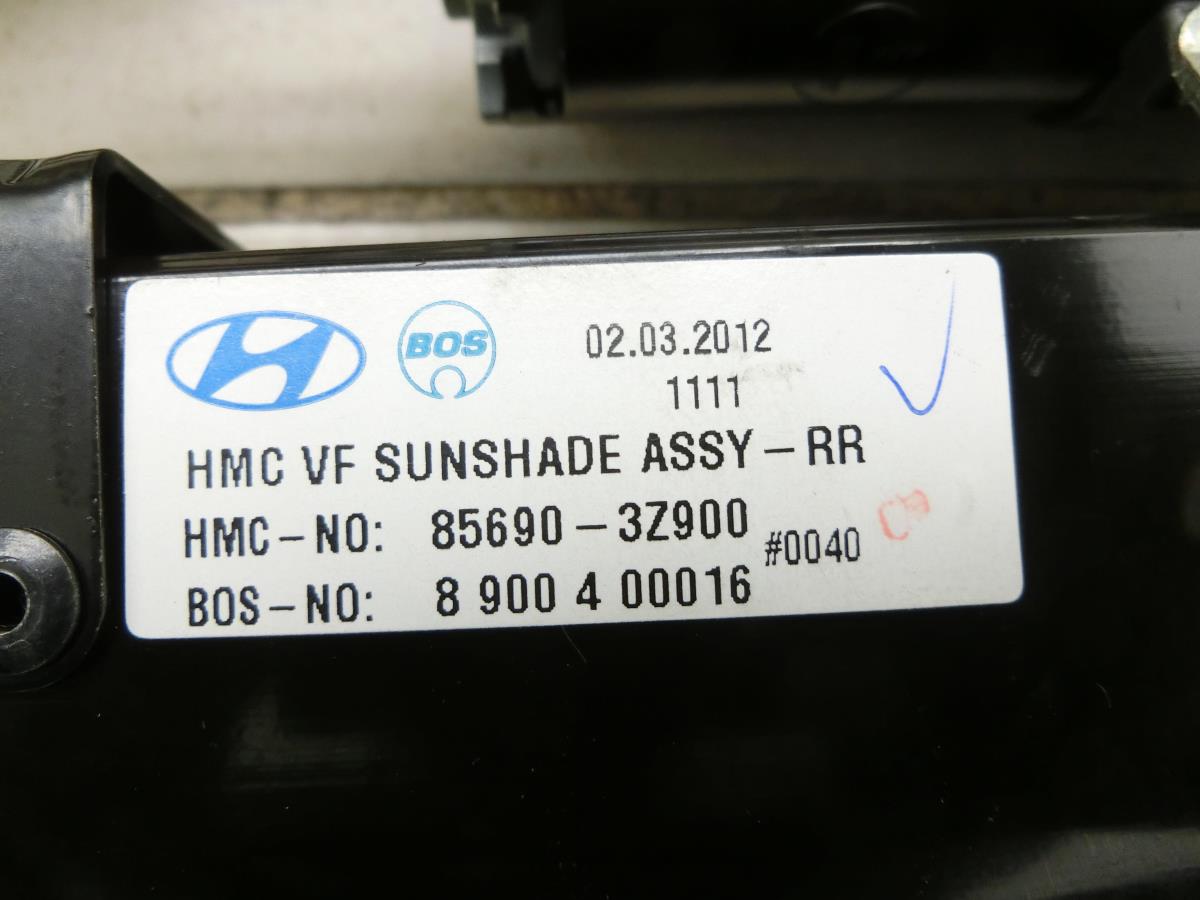 BOS
02.03.2012
1111
HMC VF SUNSHADE ASSY-RR
HMC-NO: 85690-3Z900
#0040
BOS-NO: 8 900 4 00016